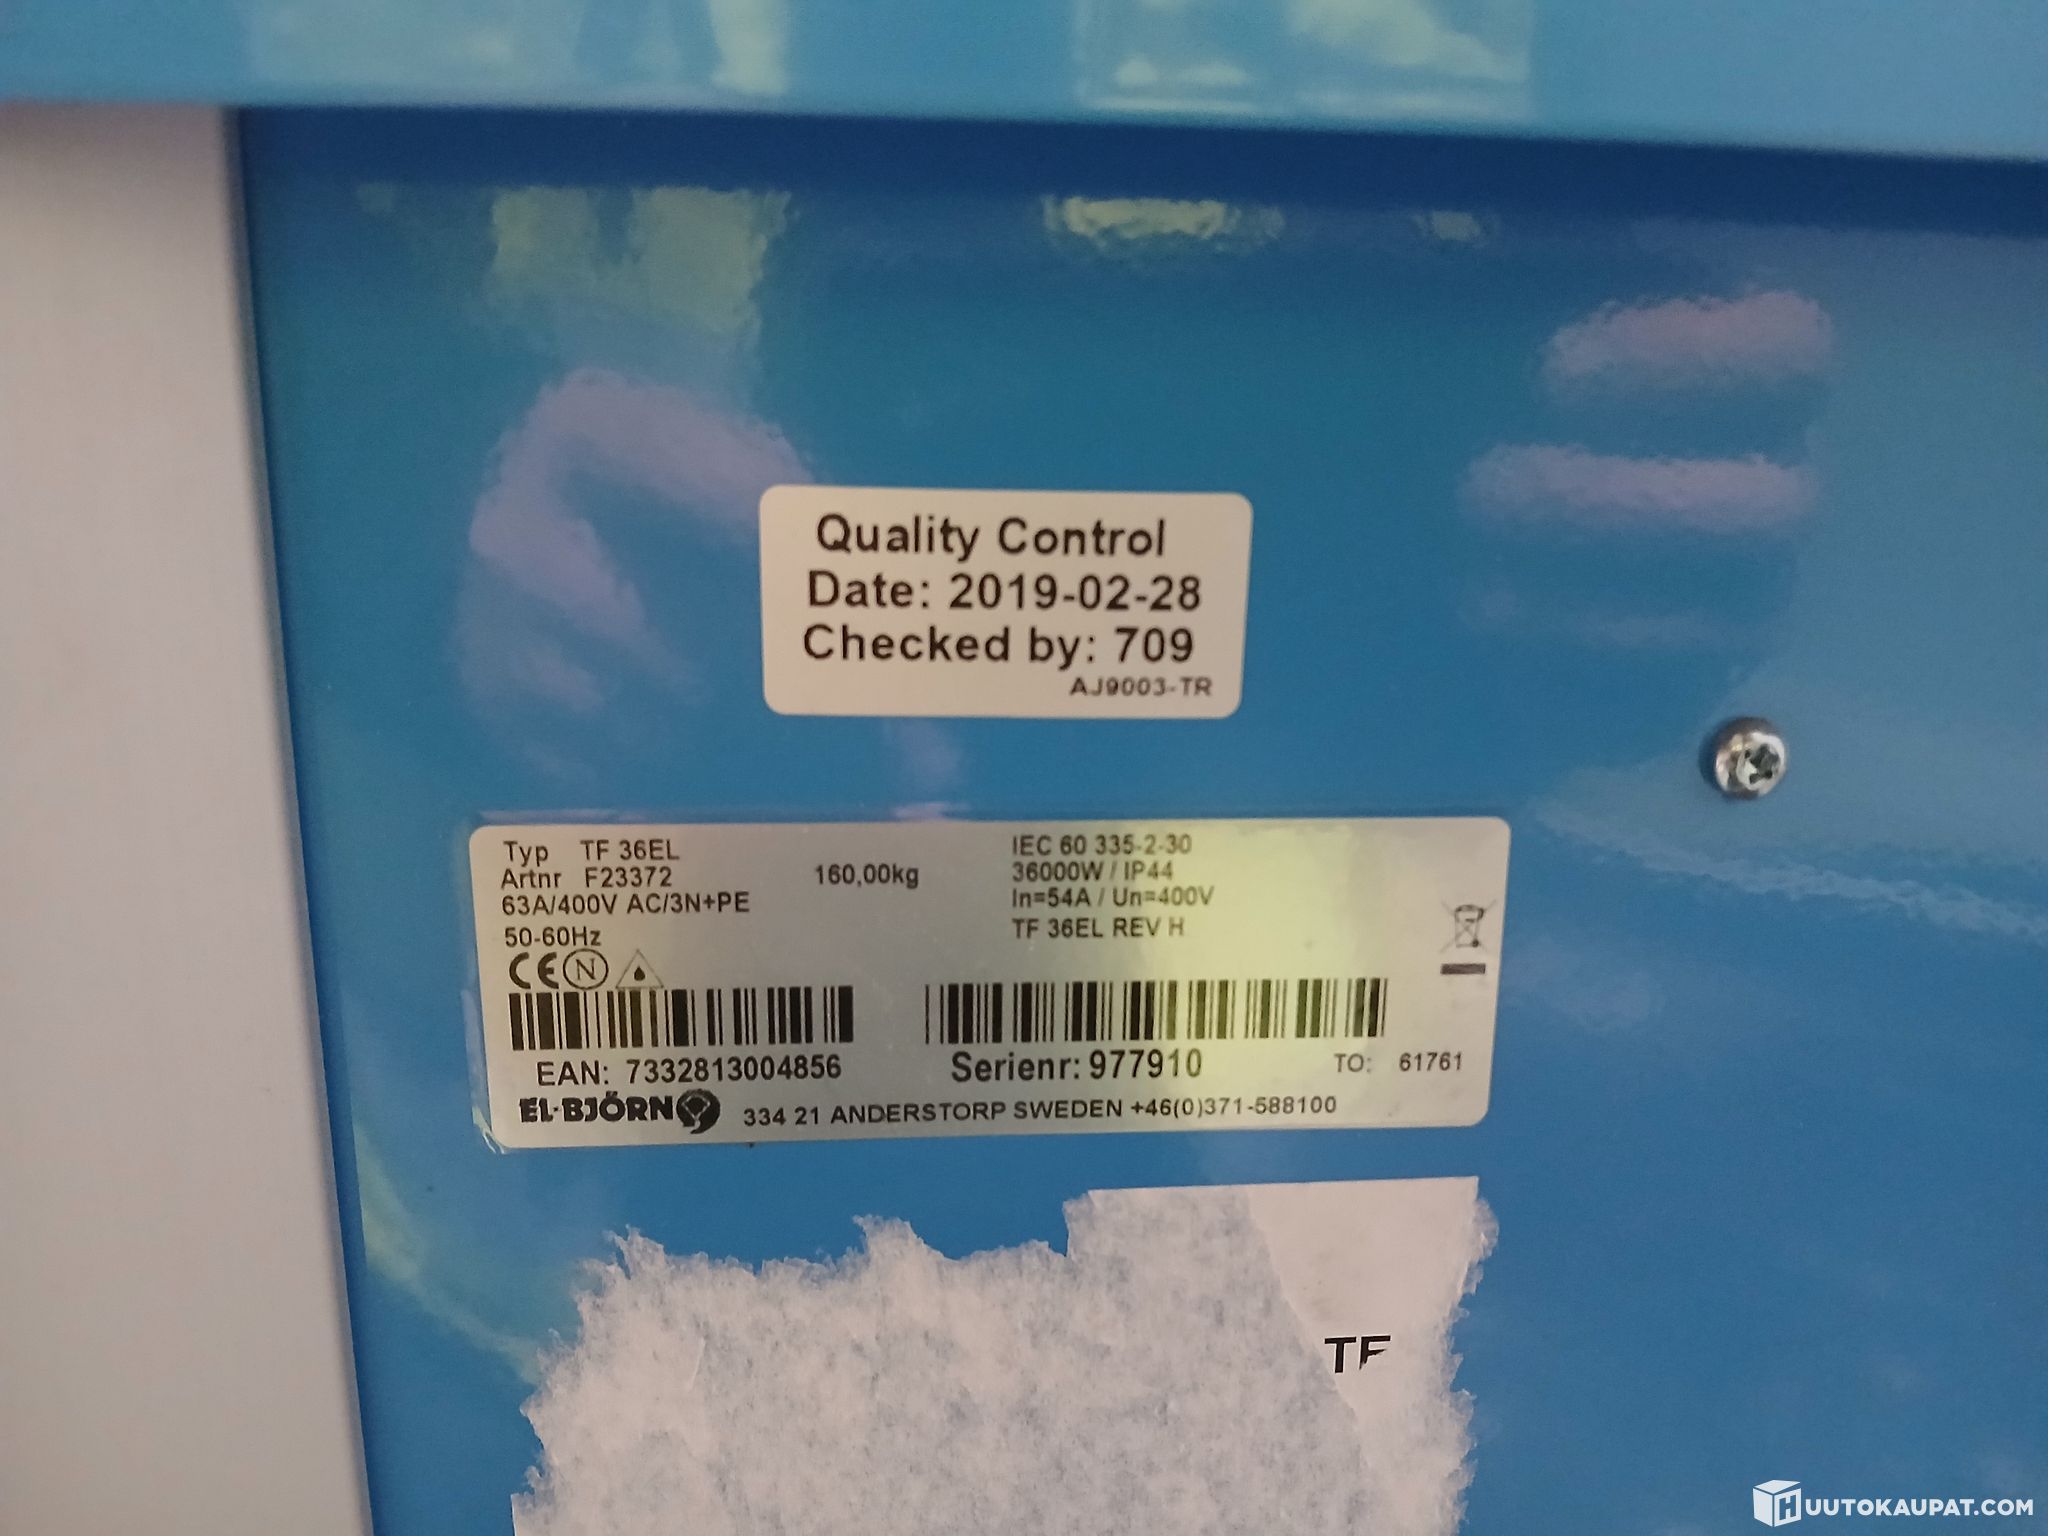 Quality Control
Date: 2019-02-28
Checked by: 709
AJ9003-TR
Typ TF 36EL
Artnr F23372
63A/400V AC/3N+PE
50-60Hz
160,00kg
IEC 60 335-2-30
36000W / IP44
In=54A / Un=400V
TF 36EL REV H
CE N
EAN: 7332813004856
Serienr: 977910
TO: 61761
EL-BJÖRN
334 21 ANDERSTORP SWEDEN +46(0)371-588100
TF
HUUTOKAUPAT.COM